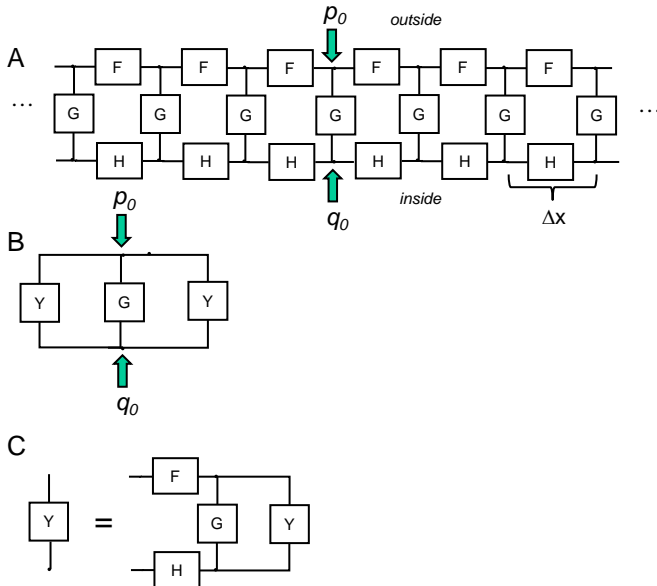 p0
outside
A
F F F F F F
... G G G G G G G ...
H H H H H H
inside
p0
q0
Δx
B
Y G Y
q0
C
F
Y = G Y
H